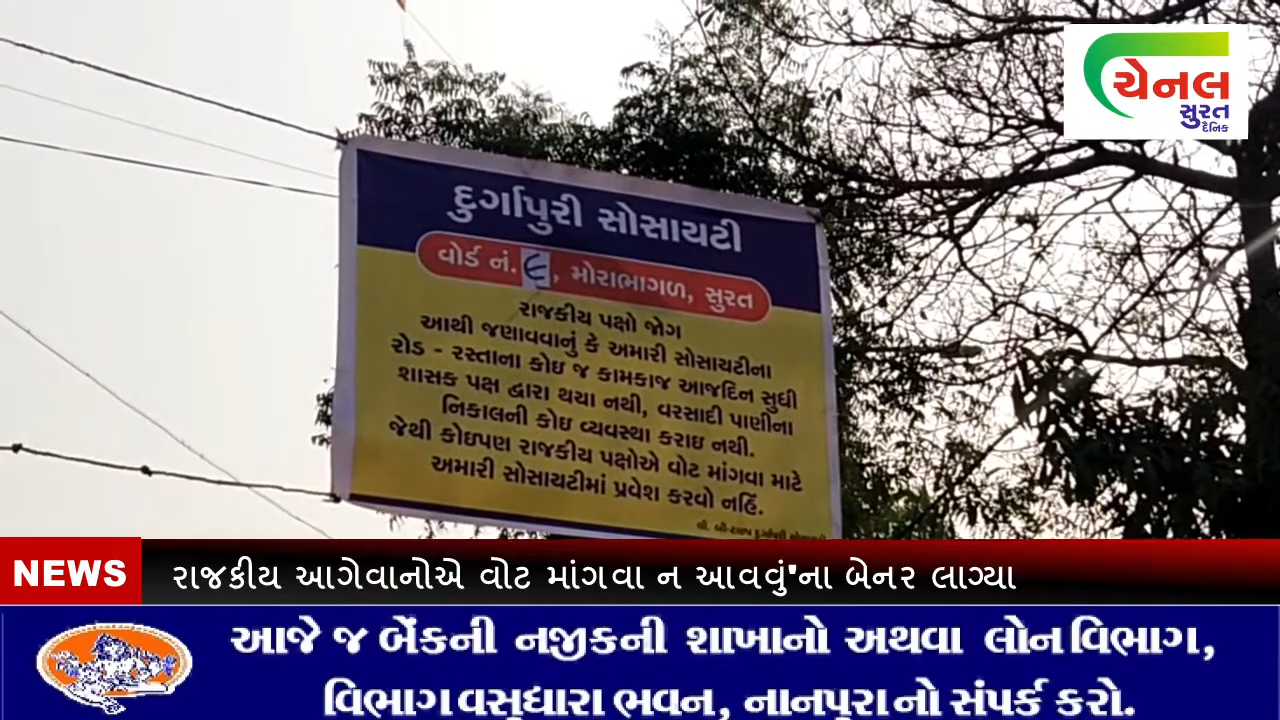 ચેનલ
સુરત
દૈનિક
દુર્ગાપુરી સોસાયટી
વોર્ડ નં. ૯, મોરાભાગળ, સુરત
રાજકીય પક્ષો જોગ
આથી જણાવવાનું કે અમારી સોસાયટીના
રોડ - રસ્તાના કોઇ જ કામકાજ આજદિન સુધી
શાસક પક્ષ દ્વારા થયા નથી, વરસાદી પાણીના
નિકાલની કોઇ વ્યવસ્થા કરાઇ નથી.
જેથી કોઇપણ રાજકીય પક્ષોએ વોટ માંગવા માટે
અમારી સોસાયટીમાં પ્રવેશ કરવો નહિં.
NEWS રાજકીય આગેવાનોએ વોટ માંગવા ન આવવું'ના બેનર લાગ્યા
આજે જ બેંકની નજીકની શાખાનો અથવા લોન વિભાગ,
વિભાગ વસુધારા ભવન, નાનપુરા નો સંપર્ક કરો.